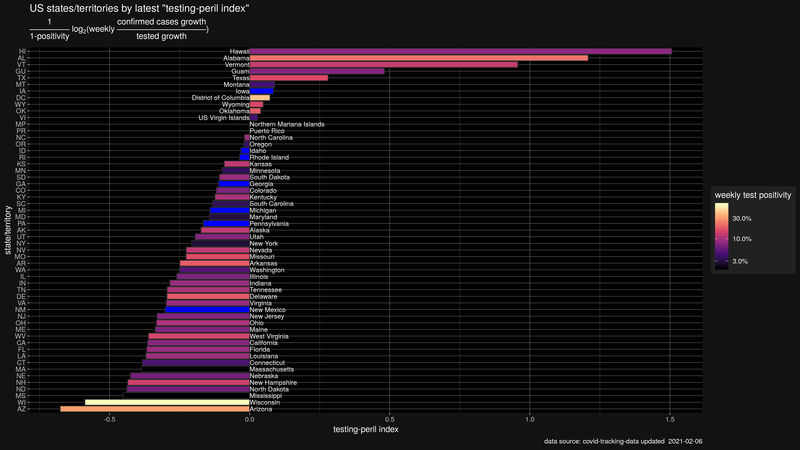 US states/territories by latest "testing-peril index"
1
1-positivity
log2(weekly
confirmed cases growth
tested growth
)
HI Hawaii
AL Alabama
VT Vermont
GU Guam
TX Texas
MT Montana
IA Iowa
DC District of Columbia
WY Wyoming
OK Oklahoma
VI US Virgin Islands
MP Northern Mariana Islands
PR Puerto Rico
NC North Carolina
OR Oregon
ID Idaho
RI Rhode Island
KS Kansas
MN Minnesota
SD South Dakota
GA Georgia
CO Colorado
KY Kentucky
SC South Carolina
MI Michigan
MD Maryland
PA Pennsylvania
AK Alaska
UT Utah
NY New York
NV Nevada
MO Missouri
AR Arkansas
WA Washington
IL Illinois
IN Indiana
TN Tennessee
DE Delaware
VA Virginia
NM New Mexico
NJ New Jersey
OH Ohio
ME Maine
WV West Virginia
CA California
FL Florida
LA Louisiana
CT Connecticut
MA Massachusetts
NE Nebraska
NH New Hampshire
ND North Dakota
MS Mississippi
WI Wisconsin
AZ Arizona
state/territory
-0.5 0.0 0.5 1.0 1.5
testing-peril index
weekly test positivity
30.0%
10.0%
3.0%
data source: covid-tracking-data updated 2021-02-06